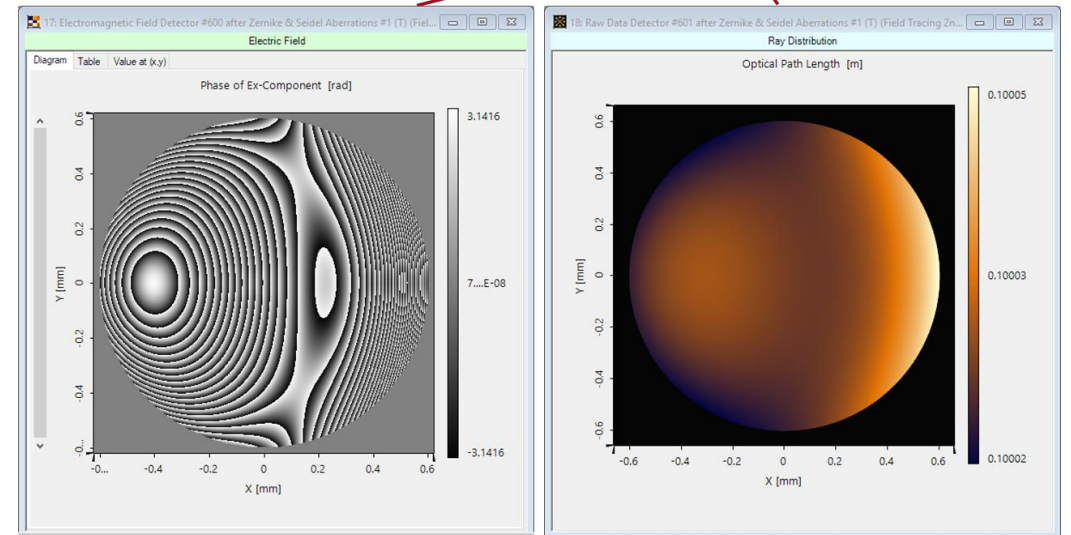 17: Electromagnetic Field Detector #600 after Zernike & Seidel Aberrations #1 (T) (Fiel...
Electric Field
Diagram Table Value at (x,y)
Phase of Ex-Component [rad]
3.1416
7....E-08
-3.1416
Y [mm]
0.6
0.4
0.2
0
-0.2
-0.4
-0...
-0... -0.4 -0.2 0 0.2 0.4 0.6
X [mm]
18: Raw Data Detector #601 after Zernike & Seidel Aberrations #1 (T) (Field Tracing 2n...
Ray Distribution
Optical Path Length [m]
0.10005
0.10003
0.10002
Y [mm]
0.6
0.4
0.2
0
-0.2
-0.4
-0.6
-0.6 -0.4 -0.2 0 0.2 0.4 0.6
X [mm]